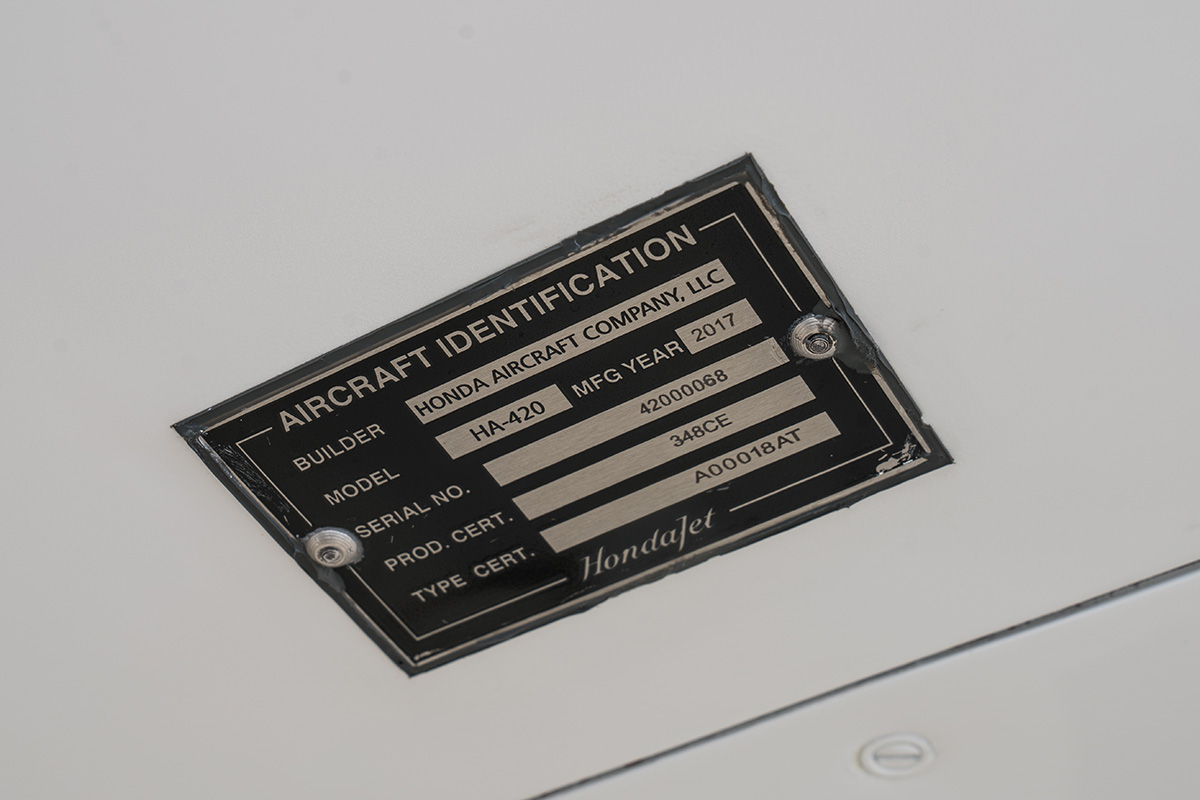 AIRCRAFT IDENTIFICATION
BUILDER HONDA AIRCRAFT COMPANY, LLC
MODEL HA-420 MFG YEAR 2017
SERIAL NO. 42000068
PROD. CERT. 348CE
TYPE CERT. A00018AT
HondaJet